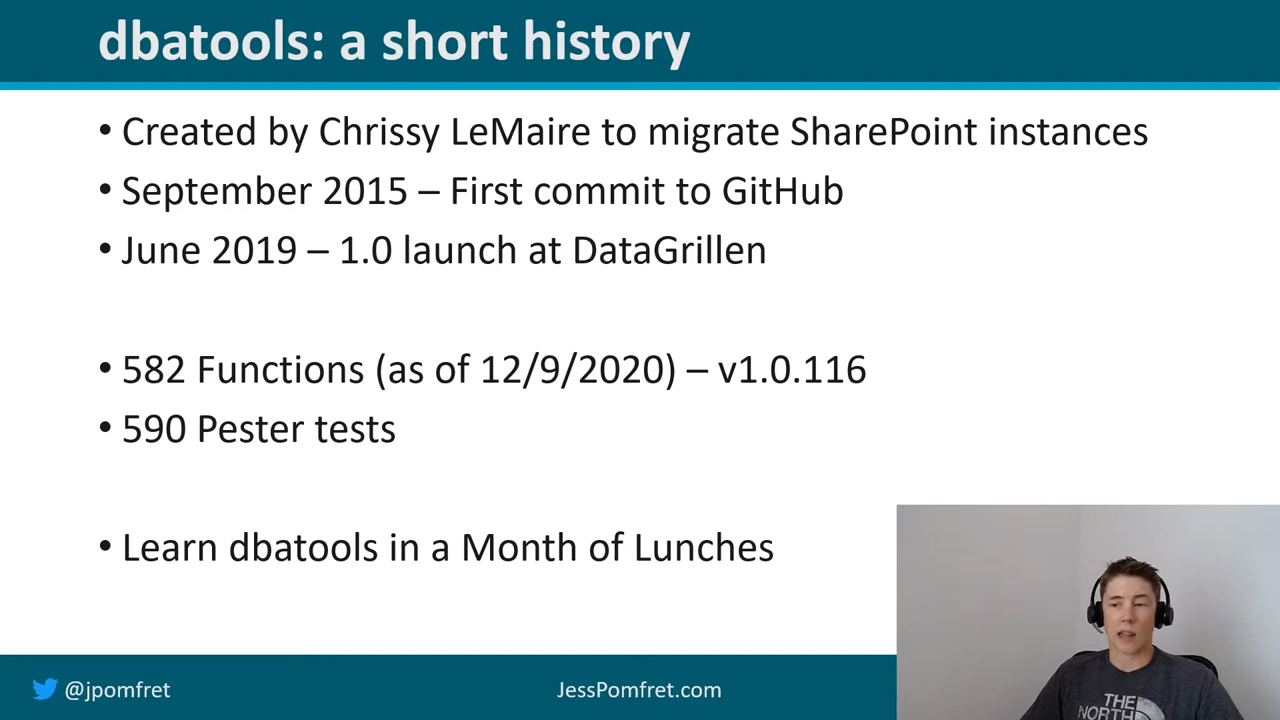 dbatools: a short history
• Created by Chrissy LeMaire to migrate SharePoint instances
• September 2015 – First commit to GitHub
• June 2019 – 1.0 launch at DataGrillen
• 582 Functions (as of 12/9/2020) – v1.0.116
• 590 Pester tests
• Learn dbatools in a Month of Lunches
@jpomfret
JessPomfret.com
THE
NORTH